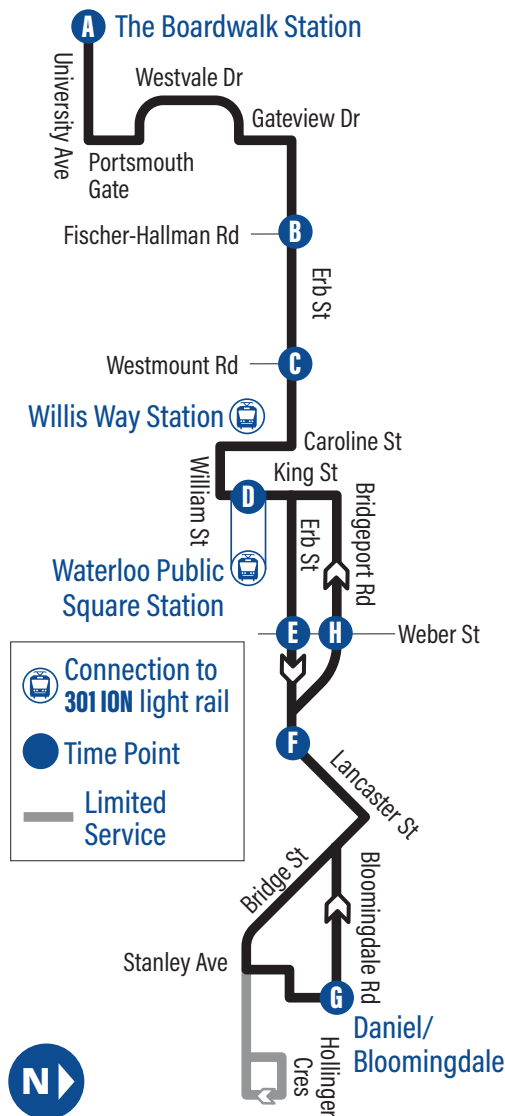 A The Boardwalk Station
University Ave
Westvale Dr
Gateview Dr
Portsmouth
Gate
Fischer-Hallman Rd
B
Erb St
Westmount Rd
C
Willis Way Station
Caroline St
William St
King St
D
Erb St
Bridgeport Rd
Waterloo Public
Square Station
E
H
Weber St
Connection to
301 ION light rail
Time Point
Limited
Service
F
Lancaster St
Bridge St
Bloomingdale Rd
Stanley Ave
G
Daniel/
Bloomingdale
Hollinger
Cres
N